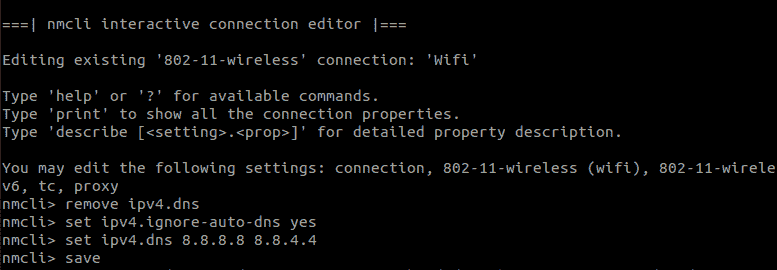 ===| nmcli interactive connection editor |===
Editing existing '802-11-wireless' connection: 'Wifi'
Type 'help' or '?' for available commands.
Type 'print' to show all the connection properties.
Type 'describe [<setting>.<prop>]' for detailed property description.
You may edit the following settings: connection, 802-11-wireless (wifi), 802-11-wirele
v6, tc, proxy
nmcli> remove ipv4.dns
nmcli> set ipv4.ignore-auto-dns yes
nmcli> set ipv4.dns 8.8.8.8 8.8.4.4
nmcli> save